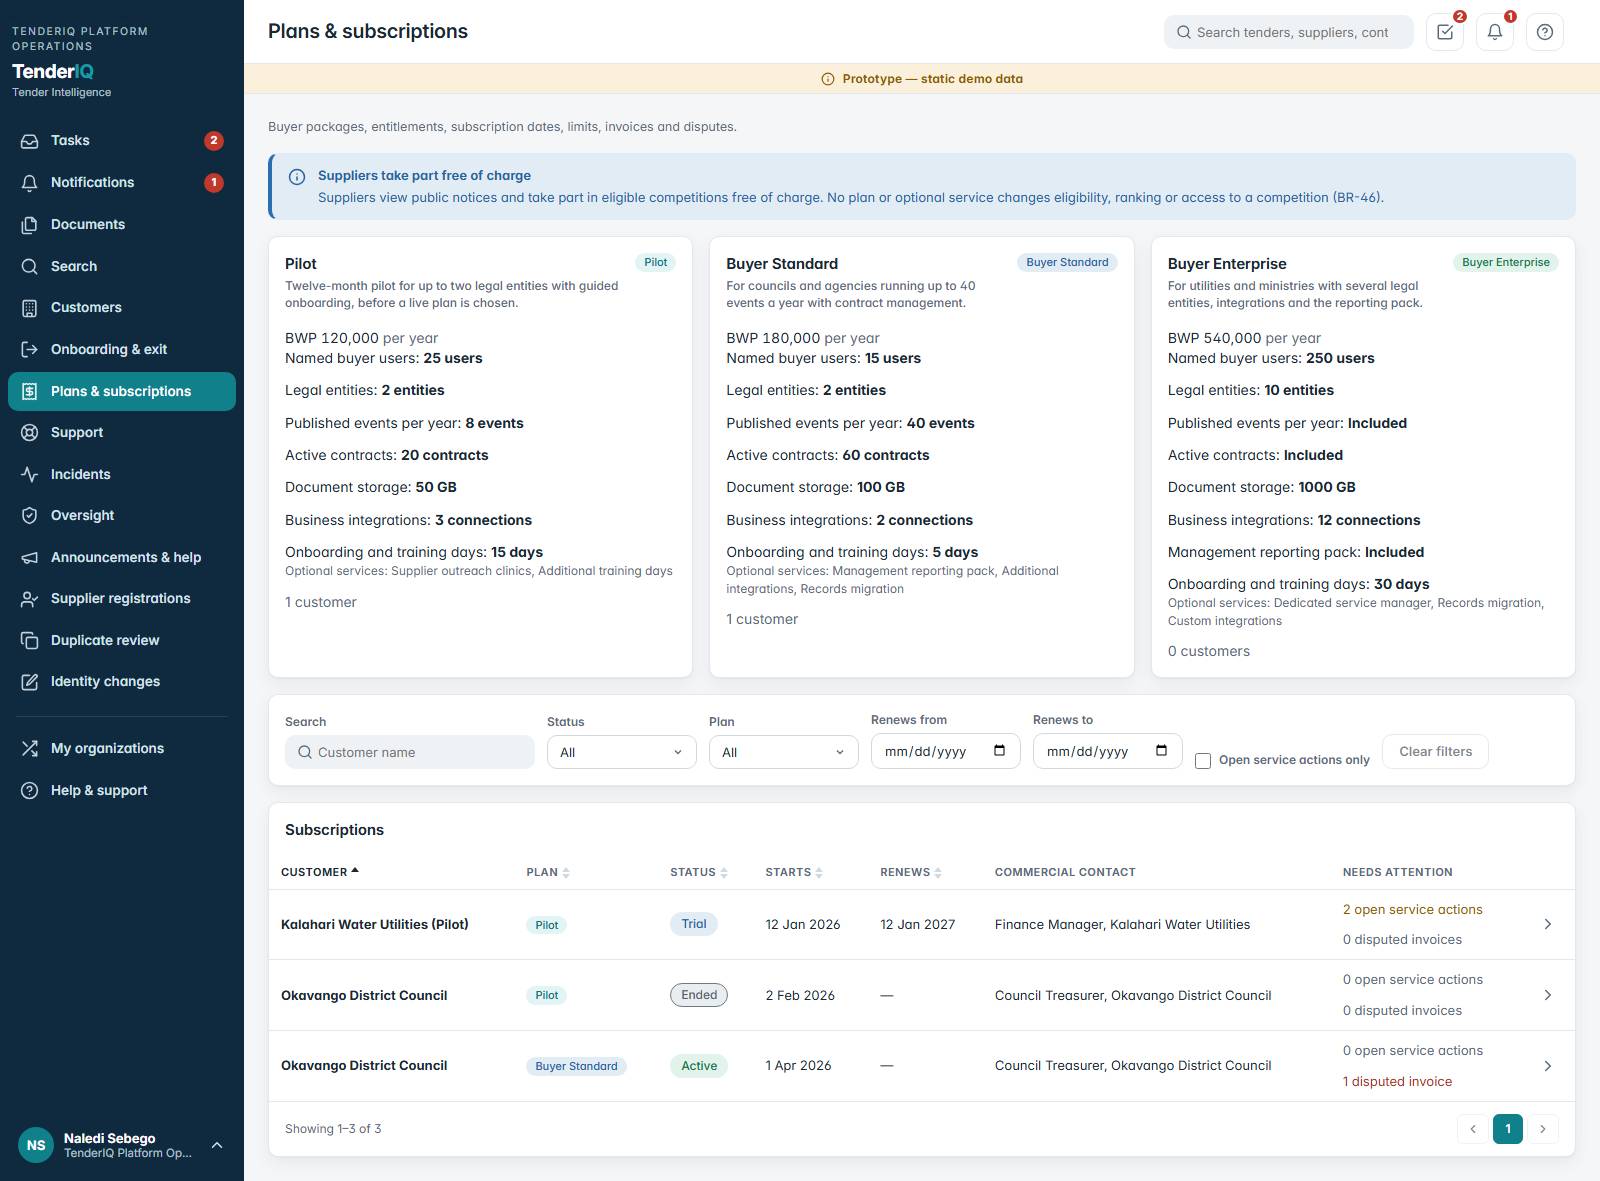 TENDERIQ PLATFORM
OPERATIONS
TenderIQ
Tender Intelligence
Tasks
2
Notifications
1
Documents
Search
Customers
Onboarding & exit
Plans & subscriptions
Support
Incidents
Oversight
Announcements & help
Supplier registrations
Duplicate review
Identity changes
My organizations
Help & support
NS
Naledi Sebego
TenderIQ Platform Op...
Plans & subscriptions
Search tenders, suppliers, cont
2
1
Prototype — static demo data
Buyer packages, entitlements, subscription dates, limits, invoices and disputes.
Suppliers take part free of charge
Suppliers view public notices and take part in eligible competitions free of charge. No plan or optional service changes eligibility, ranking or access to a competition (BR-46).
Pilot
Pilot
Twelve-month pilot for up to two legal entities with guided
onboarding, before a live plan is chosen.
BWP 120,000 per year
Named buyer users: 25 users
Legal entities: 2 entities
Published events per year: 8 events
Active contracts: 20 contracts
Document storage: 50 GB
Business integrations: 3 connections
Onboarding and training days: 15 days
Optional services: Supplier outreach clinics, Additional training days
1 customer
Buyer Standard
Buyer Standard
For councils and agencies running up to 40
events a year with contract management.
BWP 180,000 per year
Named buyer users: 15 users
Legal entities: 2 entities
Published events per year: 40 events
Active contracts: 60 contracts
Document storage: 100 GB
Business integrations: 2 connections
Onboarding and training days: 5 days
Optional services: Management reporting pack, Additional
integrations, Records migration
1 customer
Buyer Enterprise
Buyer Enterprise
For utilities and ministries with several legal
entities, integrations and the reporting pack.
BWP 540,000 per year
Named buyer users: 250 users
Legal entities: 10 entities
Published events per year: Included
Active contracts: Included
Document storage: 1000 GB
Business integrations: 12 connections
Management reporting pack: Included
Onboarding and training days: 30 days
Optional services: Dedicated service manager, Records migration,
Custom integrations
0 customers
Search
Customer name
Status
All
Plan
All
Renews from
mm/dd/yyyy
Renews to
mm/dd/yyyy
Open service actions only
Clear filters
Subscriptions
CUSTOMER PLAN STATUS STARTS RENEWS COMMERCIAL CONTACT NEEDS ATTENTION
Kalahari Water Utilities (Pilot) Pilot Trial 12 Jan 2026 12 Jan 2027 Finance Manager, Kalahari Water Utilities 2 open service actions
0 disputed invoices
Okavango District Council Pilot Ended 2 Feb 2026 — Council Treasurer, Okavango District Council 0 open service actions
0 disputed invoices
Okavango District Council Buyer Standard Active 1 Apr 2026 — Council Treasurer, Okavango District Council 0 open service actions
1 disputed invoice
Showing 1–3 of 3
1